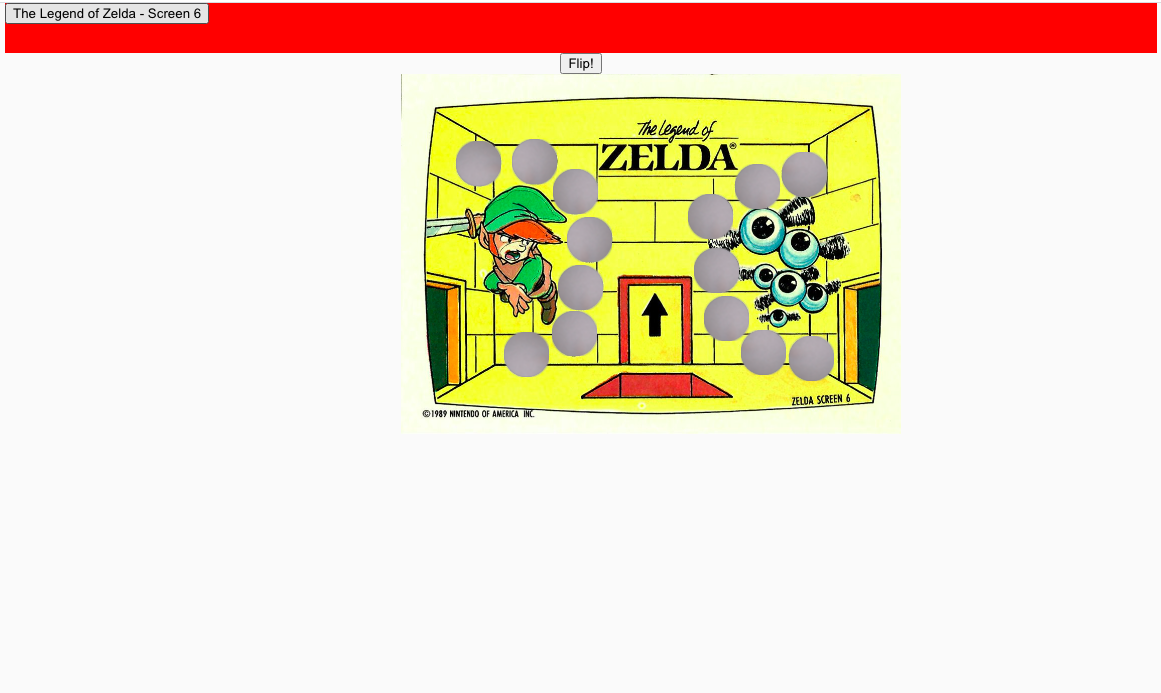 The Legend of Zelda - Screen 6
Flip!
The Legend of
ZELDA®
ZELDA SCREEN 6
©1989 NINTENDO OF AMERICA INC.